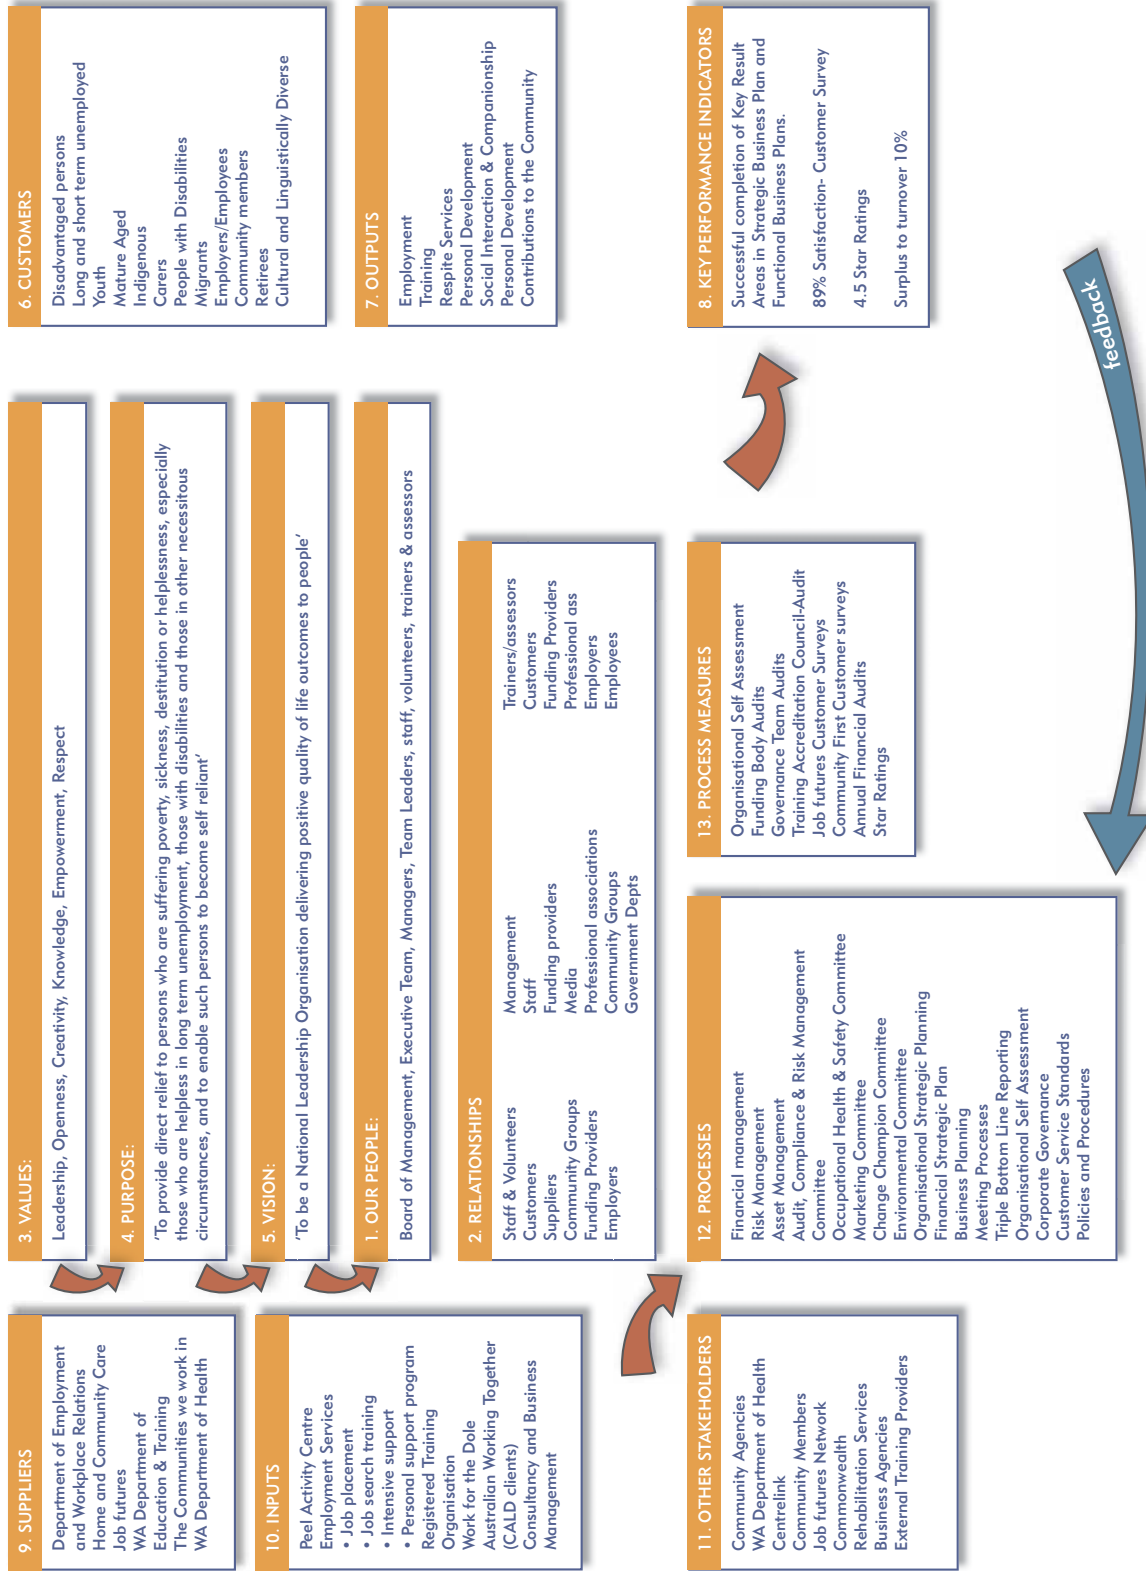 9. SUPPLIERS
Department of Employment
and Workplace Relations
Home and Community Care
Job futures
WA Department of
Education & Training
The Communities we work in
WA Department of Health
10. INPUTS
Peel Activity Centre
Employment Services
• Job placement
• Job search training
• Intensive support
• Personal support program
Registered Training
Organisation
Work for the Dole
Australian Working Together
(CALD clients)
Consultancy and Business
Management
11. OTHER STAKEHOLDERS
Community Agencies
WA Department of Health
Centrelink
Community Members
Job futures Network
Commonwealth
Rehabilitation Services
Business Agencies
External Training Providers
3. VALUES:
Leadership, Openness, Creativity, Knowledge, Empowerment, Respect
4. PURPOSE:
‘To provide direct relief to persons who are suffering poverty, sickness, destitution or helplessness, especially
those who are helpless in long term unemployment, those with disabilities and those in other necessitous
circumstances, and to enable such persons to become self reliant’
5. VISION:
‘To be a National Leadership Organisation delivering positive quality of life outcomes to people’
1. OUR PEOPLE:
Board of Management, Executive Team, Managers, Team Leaders, staff, volunteers, trainers & assessors
2. RELATIONSHIPS
Staff & Volunteers
Customers
Suppliers
Community Groups
Funding Providers
Employers
Management
Staff
Funding providers
Media
Professional associations
Community Groups
Government Depts
Trainers/assessors
Customers
Funding Providers
Professional ass
Employers
Employees
12. PROCESSES
Financial management
Risk Management
Asset Management
Audit, Compliance & Risk Management
Committee
Occupational Health & Safety Committee
Marketing Committee
Change Champion Committee
Environmental Committee
Organisational Strategic Planning
Financial Strategic Plan
Business Planning
Meeting Processes
Triple Bottom Line Reporting
Organisational Self Assessment
Corporate Governance
Customer Service Standards
Policies and Procedures
13. PROCESS MEASURES
Organisational Self Assessment
Funding Body Audits
Governance Team Audits
Training Accreditation Council-Audit
Job futures Customer Surveys
Community First Customer surveys
Annual Financial Audits
Star Ratings
6. CUSTOMERS
Disadvantaged persons
Long and short term unemployed
Youth
Mature Aged
Indigenous
Carers
People with Disabilities
Migrants
Employers/Employees
Community members
Retirees
Cultural and Linguistically Diverse
7. OUTPUTS
Employment
Training
Respite Services
Personal Development
Social Interaction & Companionship
Personal Development
Contributions to the Community
8. KEY PERFORMANCE INDICATORS
Successful completion of Key Result
Areas in Strategic Business Plan and
Functional Business Plans.
89% Satisfaction- Customer Survey
4.5 Star Ratings
Surplus to turnover 10%
feedback